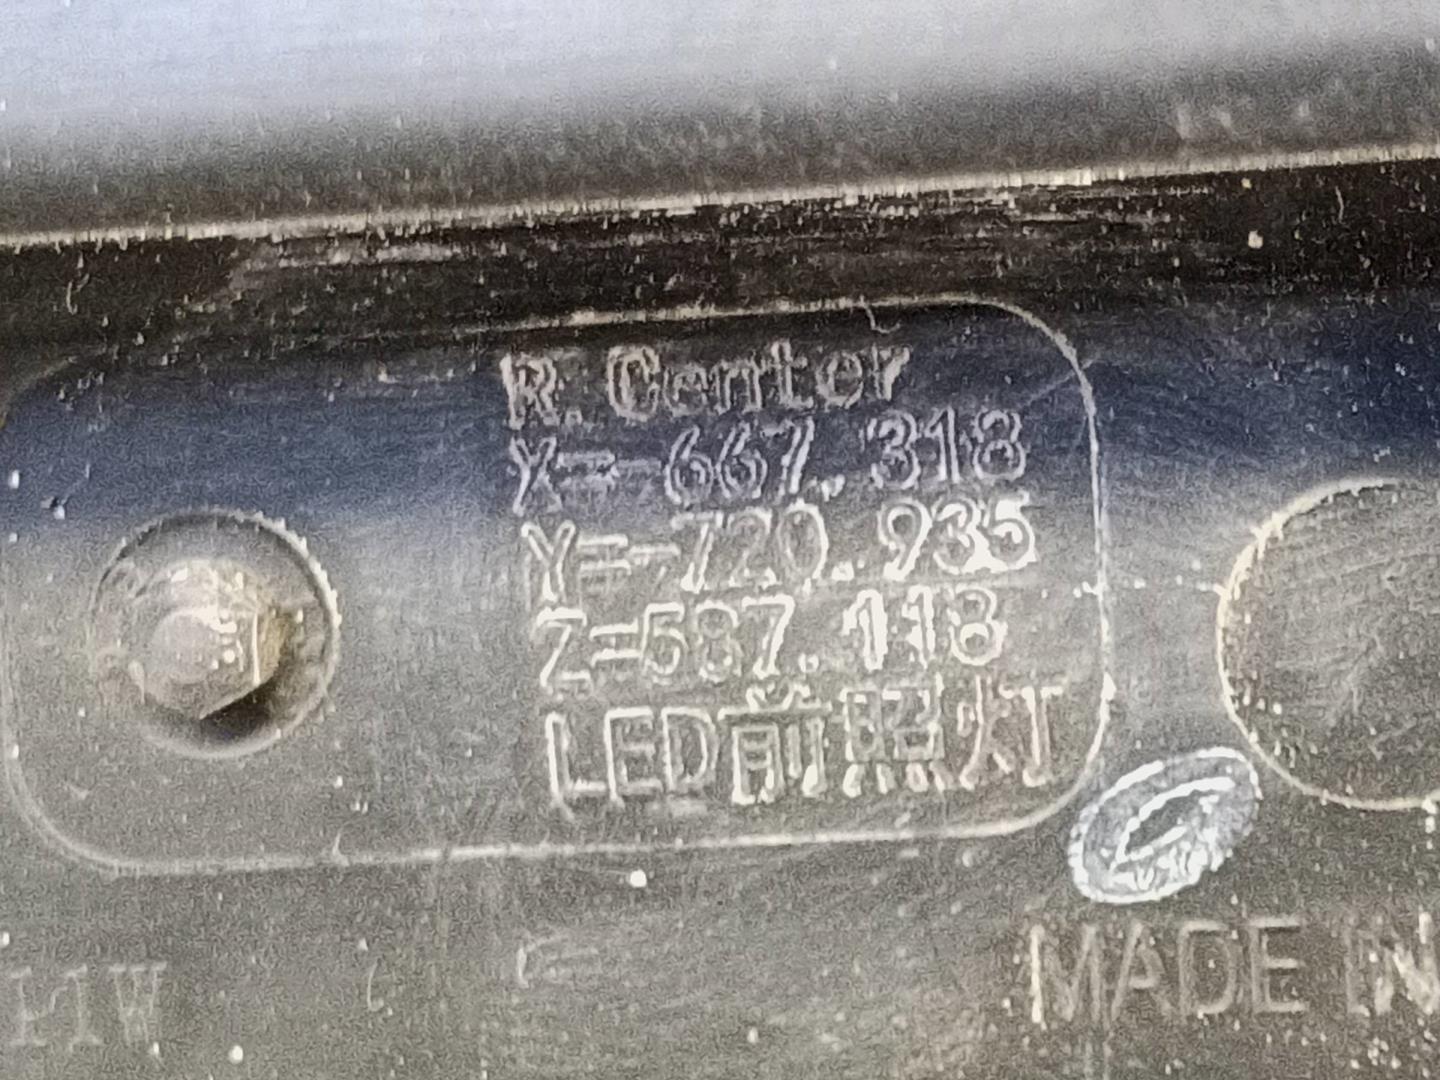 R. Center
X=-667.318
Y=-720.935
Z=587.118
LED前照灯
MADE IN